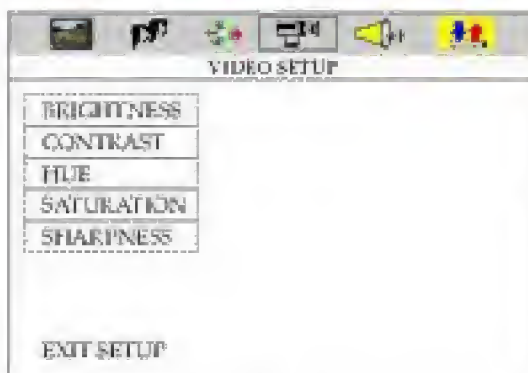 VIDEO SETUP
BRIGHTNESS
CONTRAST
HUE
SATURATION
SHARPNESS
EXIT SETUP